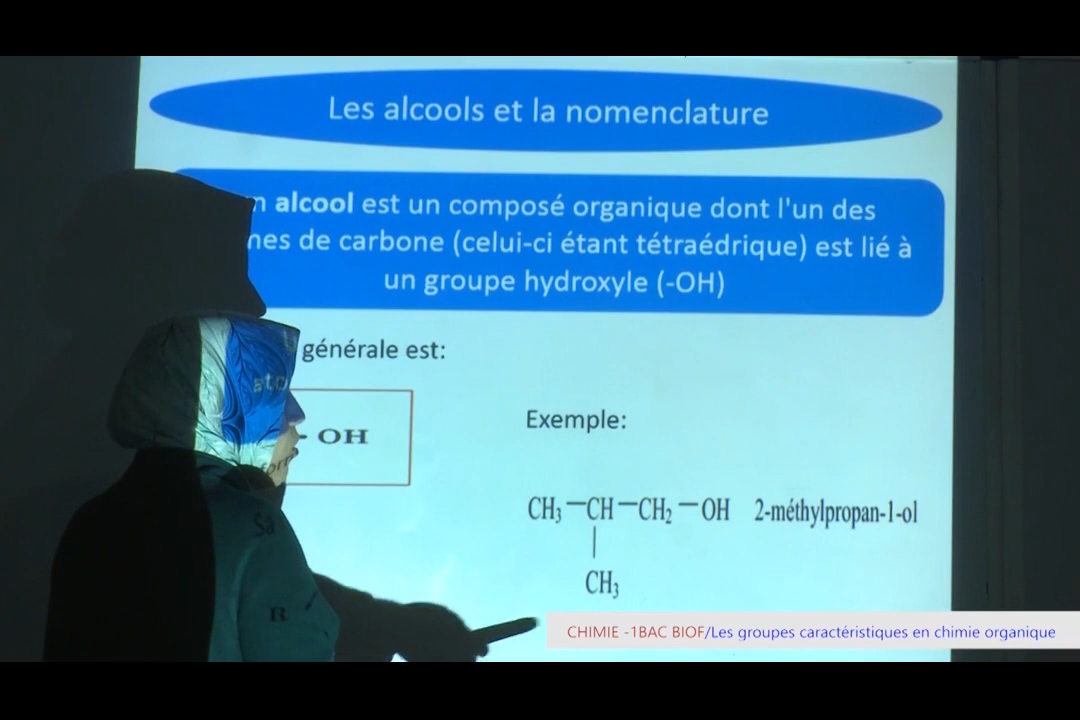 Les alcools et la nomenclature
alcool est un composé organique dont l'un des
de carbone (celui-ci étant tétraédrique) est lié à
un groupe hydroxyle (-OH)
générale est:
- OH
Exemple:
CH₃ — CH — CH₂ — OH 2-méthylpropan-1-ol
|
CH₃
Sa
R
CHIMIE -1BAC BIOF/Les groupes caractéristiques en chimie organique